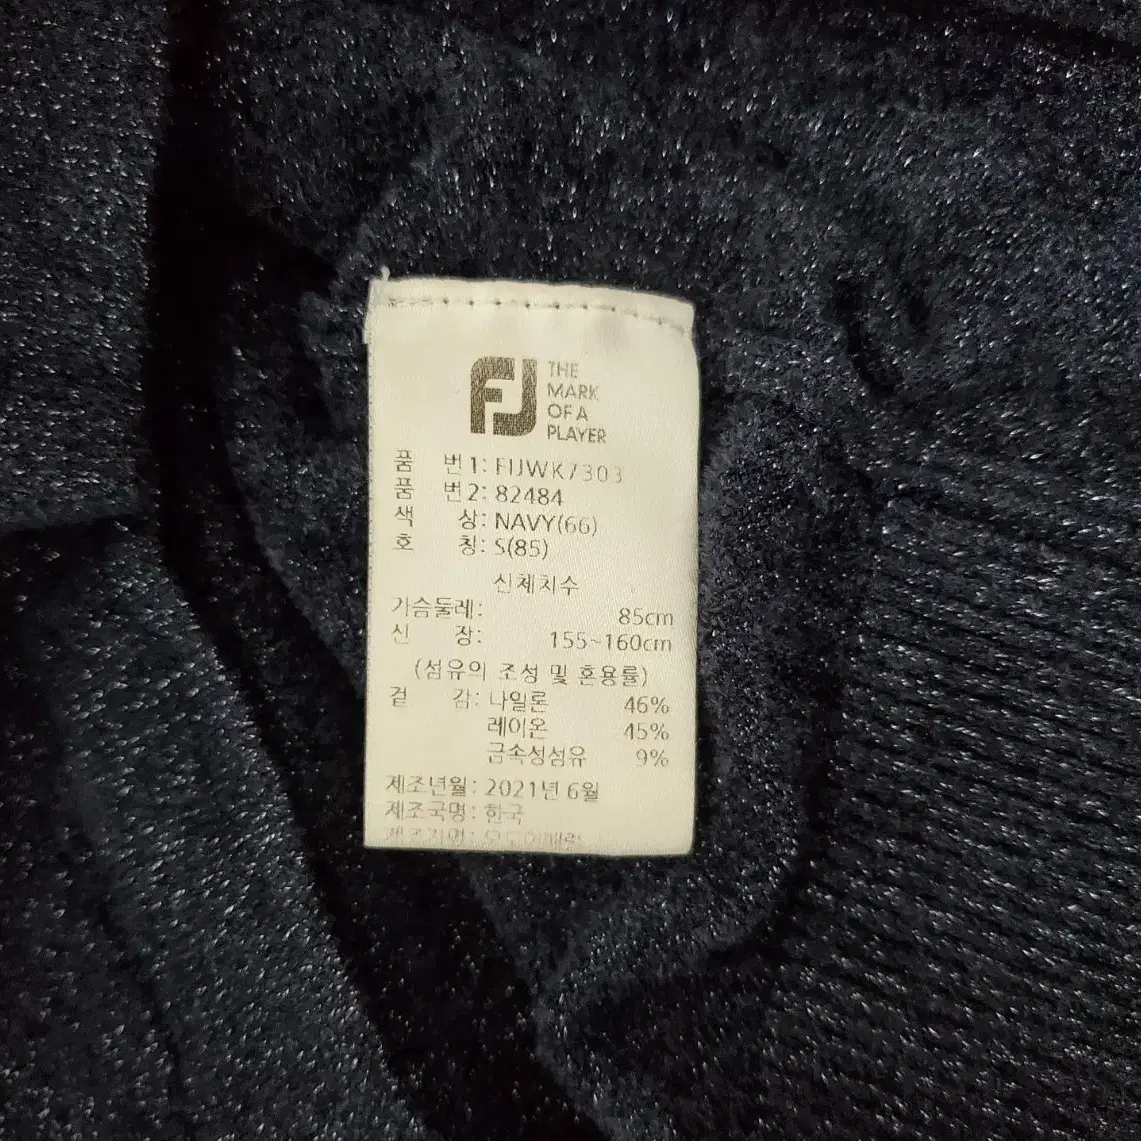 FJ THE
MARK
OF A
PLAYER
품 번1: FIJWK7303
품 번2: 82484
색 상: NAVY(66)
호 칭: S(85)
신체치수
가슴둘레: 85cm
신 장: 155~160cm
(섬유의 조성 및 혼용률)
겉 감: 나일론 46%
레이온 45%
금속성섬유 9%
제조년월: 2021년 6월
제조국명: 한국